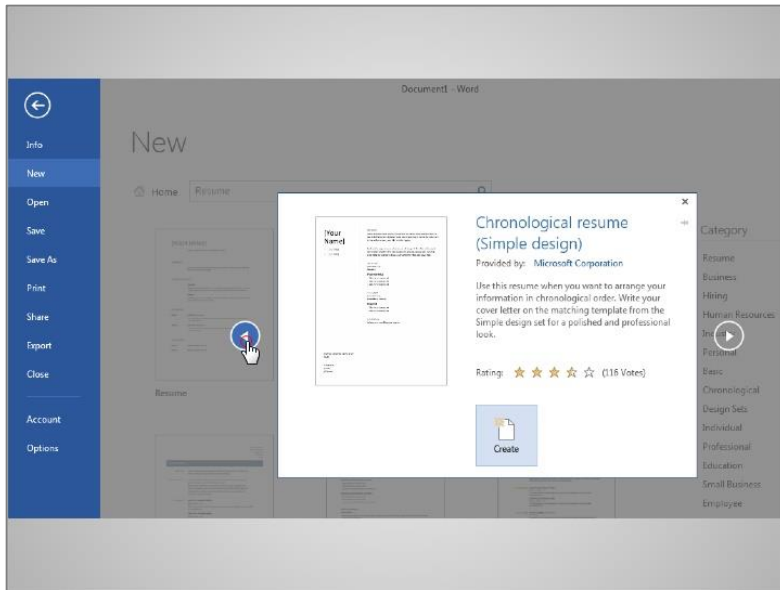 Document1 - Word
Info
New
Open
Save
Save As
Print
Share
Export
Close
Account
Options
New
Home
Resume
Resume
[Your
Name]
Chronological resume
(Simple design)
Provided by: Microsoft Corporation
Use this resume when you want to arrange your
information in chronological order. Write your
cover letter on the matching template from the
Simple design set for a polished and professional
look.
Rating: (116 Votes)
Create
Category
Resume
Business
Hiring
Human Resources
Personal
Basic
Chronological
Design Sets
Individual
Professional
Education
Small Business
Employee